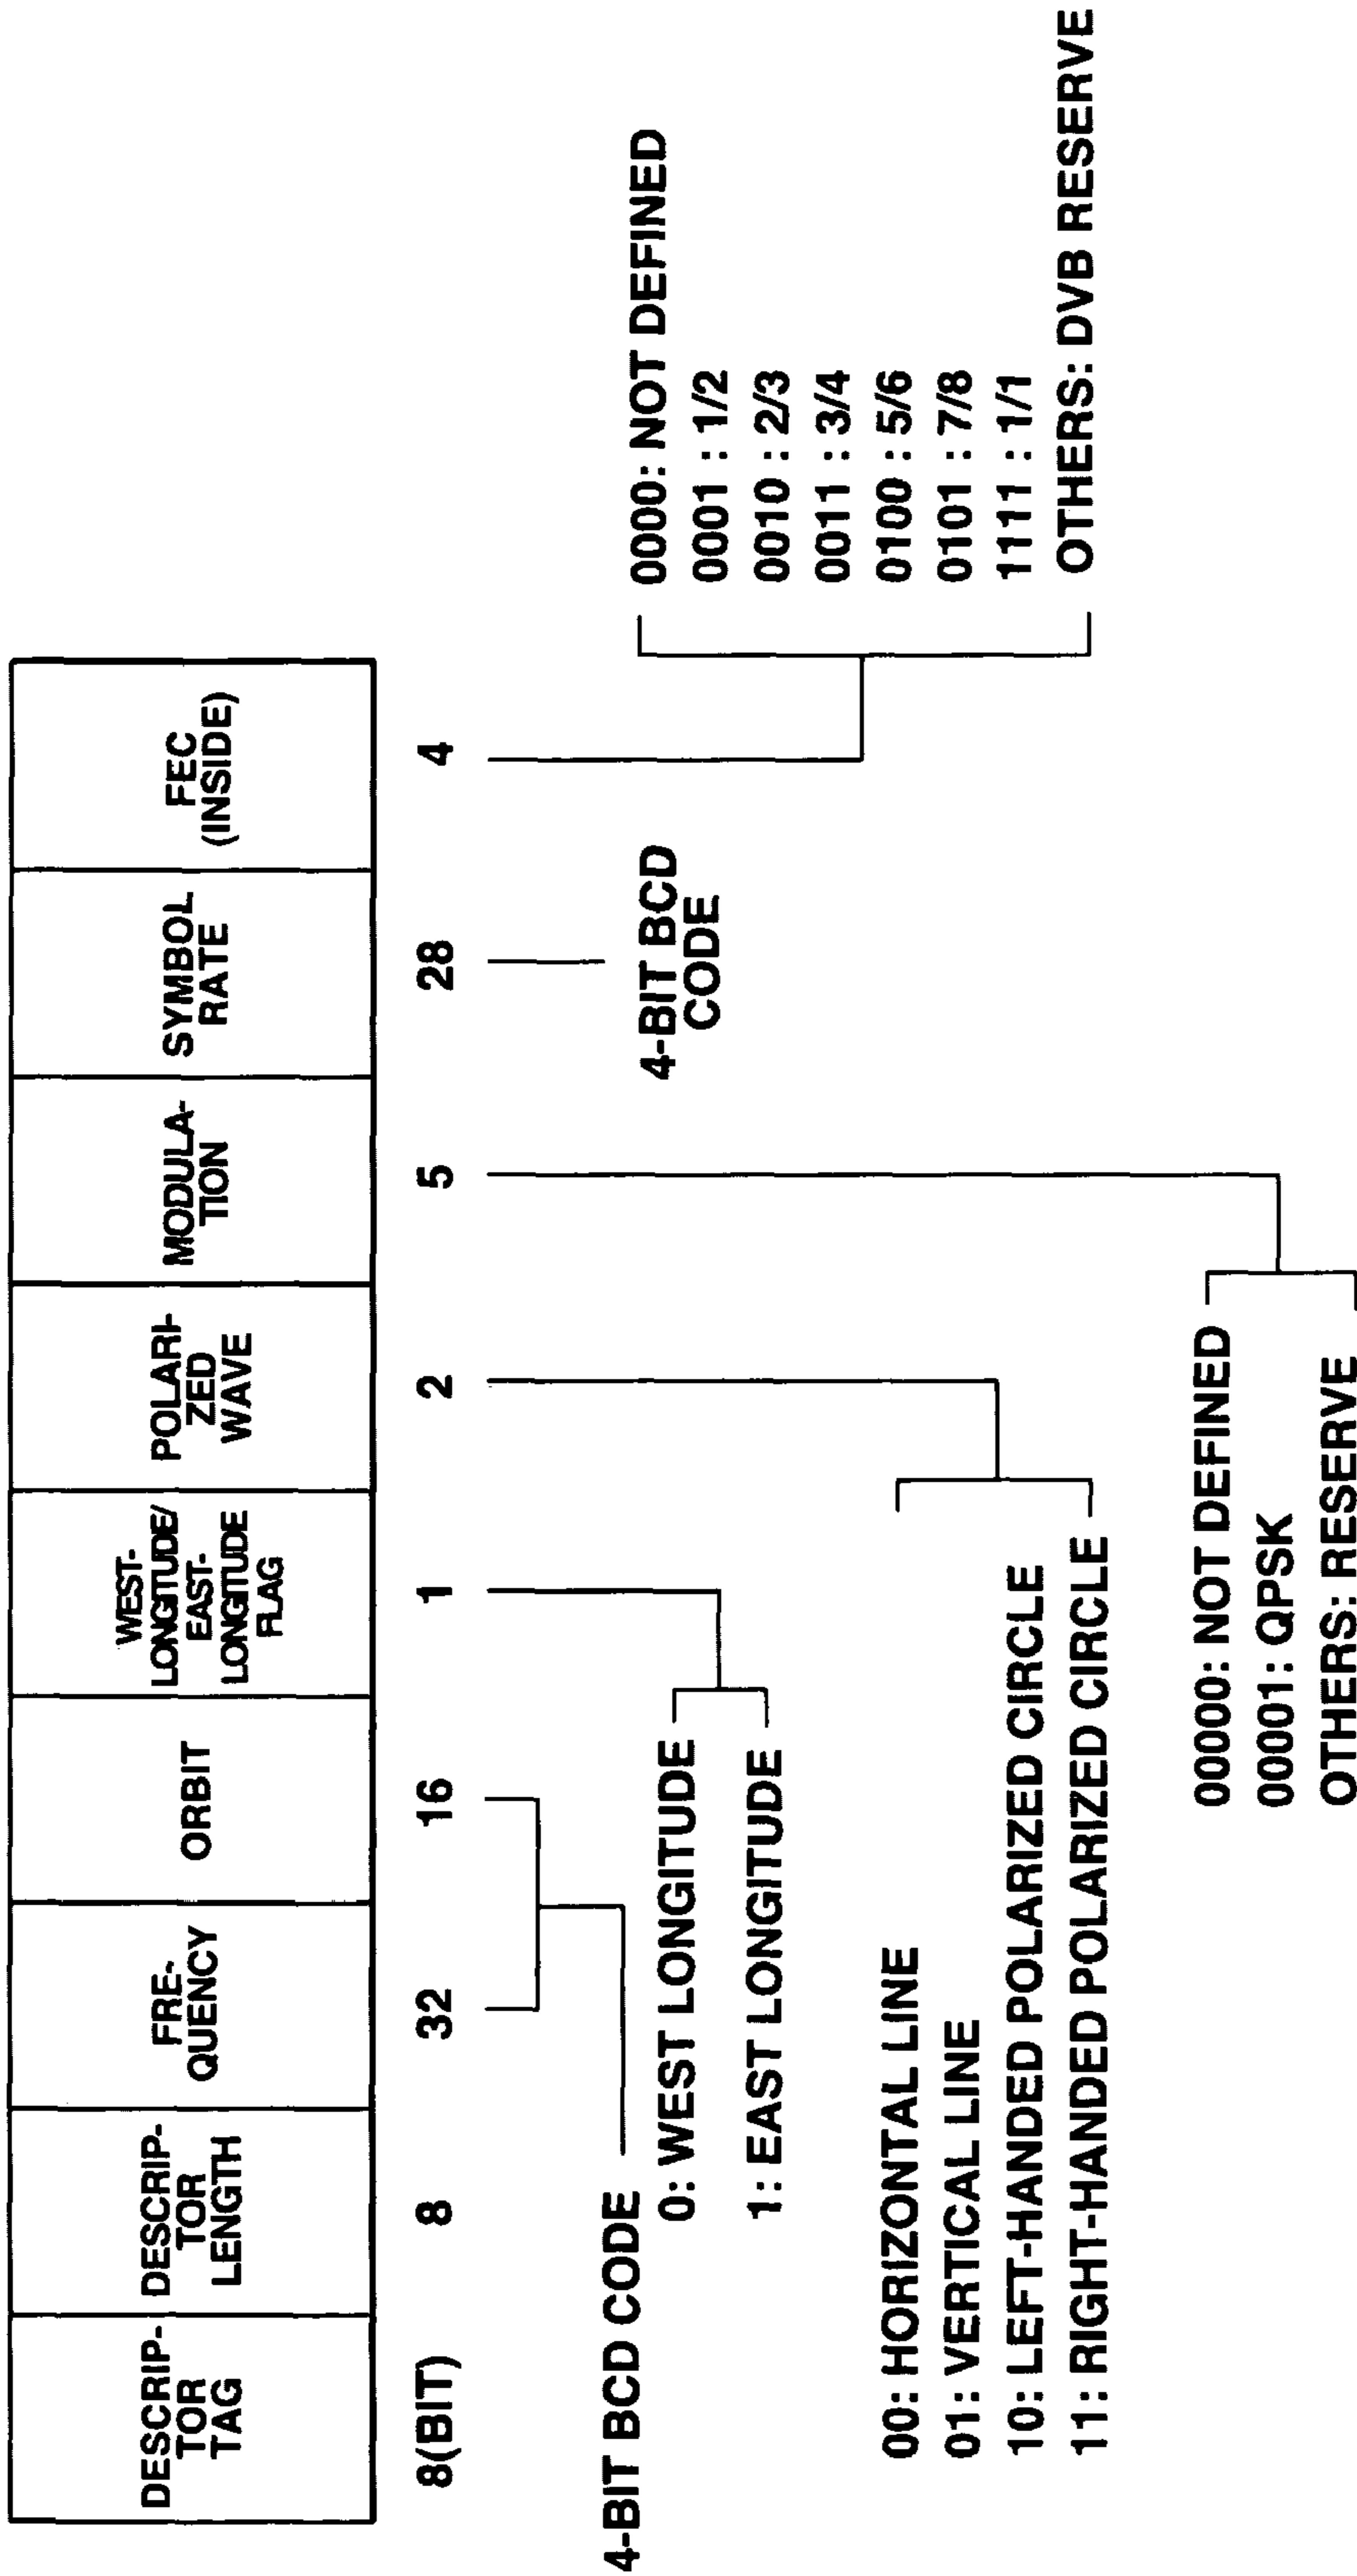 DESCRIP-
TOR
TAG
DESCRIP-
TOR
LENGTH
FRE-
QUENCY
ORBIT
WEST-
LONGITUDE/
EAST-
LONGITUDE
FLAG
POLARI-
ZED
WAVE
MODULA-
TION
SYMBOL
RATE
FEC
(INSIDE)
8(BIT)
8
32
16
1
2
5
28
4
4-BIT BCD CODE
0: WEST LONGITUDE
1: EAST LONGITUDE
00: HORIZONTAL LINE
01: VERTICAL LINE
10: LEFT-HANDED POLARIZED CIRCLE
11: RIGHT-HANDED POLARIZED CIRCLE
00000: NOT DEFINED
00001: QPSK
OTHERS: RESERVE
4-BIT BCD
CODE
0000: NOT DEFINED
0001 : 1/2
0010 : 2/3
0011 : 3/4
0100 : 5/6
0101 : 7/8
1111 : 1/1
OTHERS: DVB RESERVE